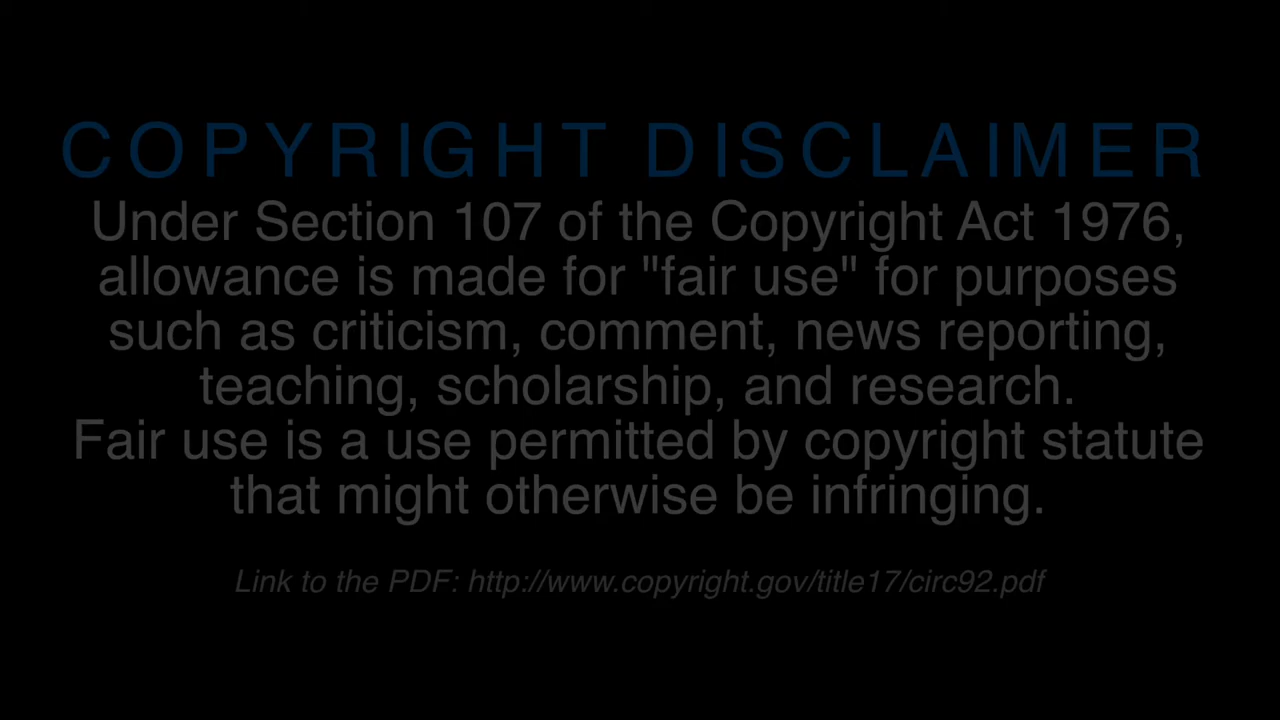 COPYRIGHT DISCLAIMER
Under Section 107 of the Copyright Act 1976,
allowance is made for "fair use" for purposes
such as criticism, comment, news reporting,
teaching, scholarship, and research.
Fair use is a use permitted by copyright statute
that might otherwise be infringing.
Link to the PDF: http://www.copyright.gov/title17/circ92.pdf